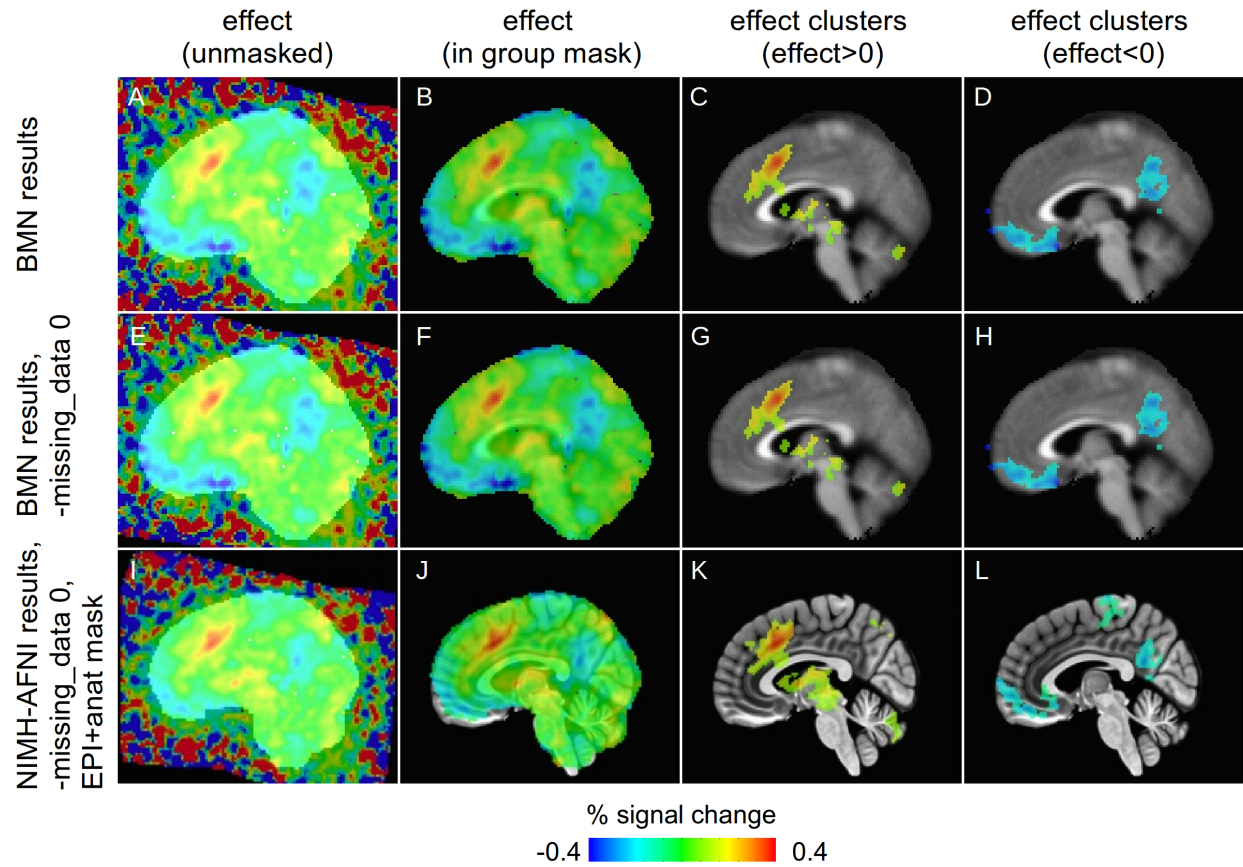 effect
(unmasked)
effect
(in group mask)
effect clusters
(effect>0)
effect clusters
(effect<0)
BMN results
A
B
C
D
BMN results,
-missing_data 0
E
F
G
H
NIMH-AFNI results,
-missing_data 0,
EPI+anat mask
I
J
K
L
% signal change
-0.4
0.4